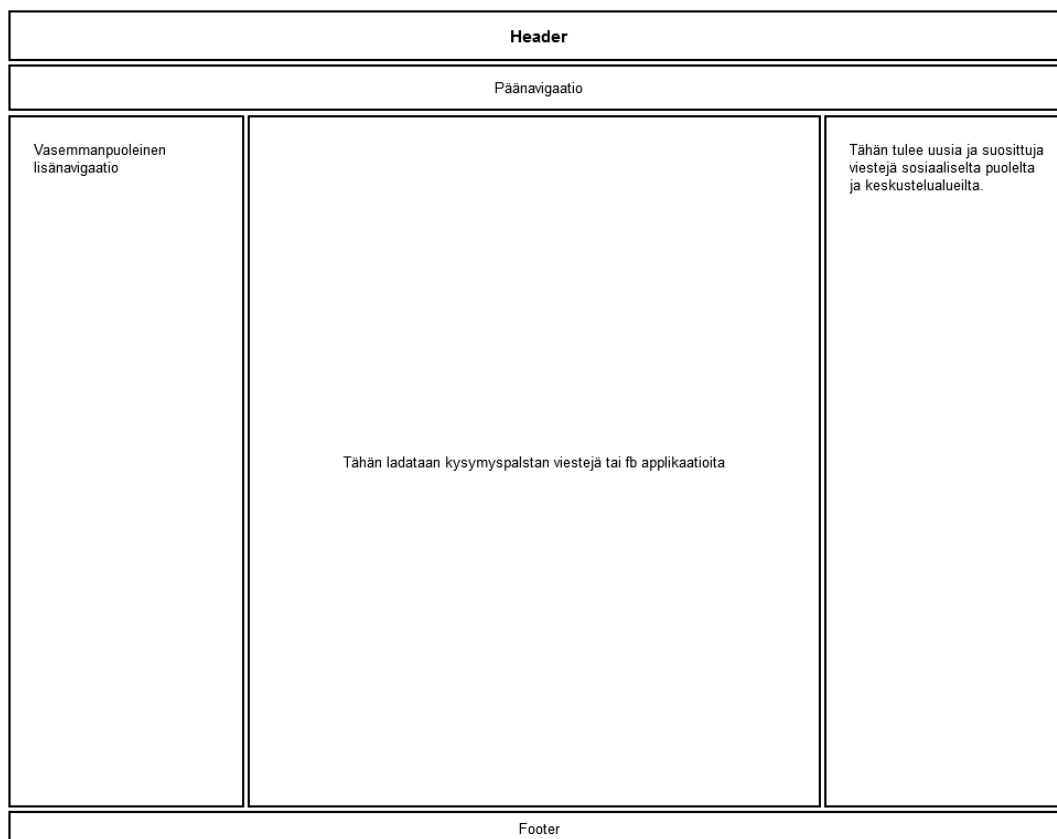 Header
Päänavigaatio
Vasemmanpuoleinen
lisänavigaatio
Tähän ladataan kysymyspalstan viestejä tai fb applikaatioita
Tähän tulee uusia ja suosittuja
viestejä sosiaaliselta puolelta
ja keskustelualueilta.
Footer